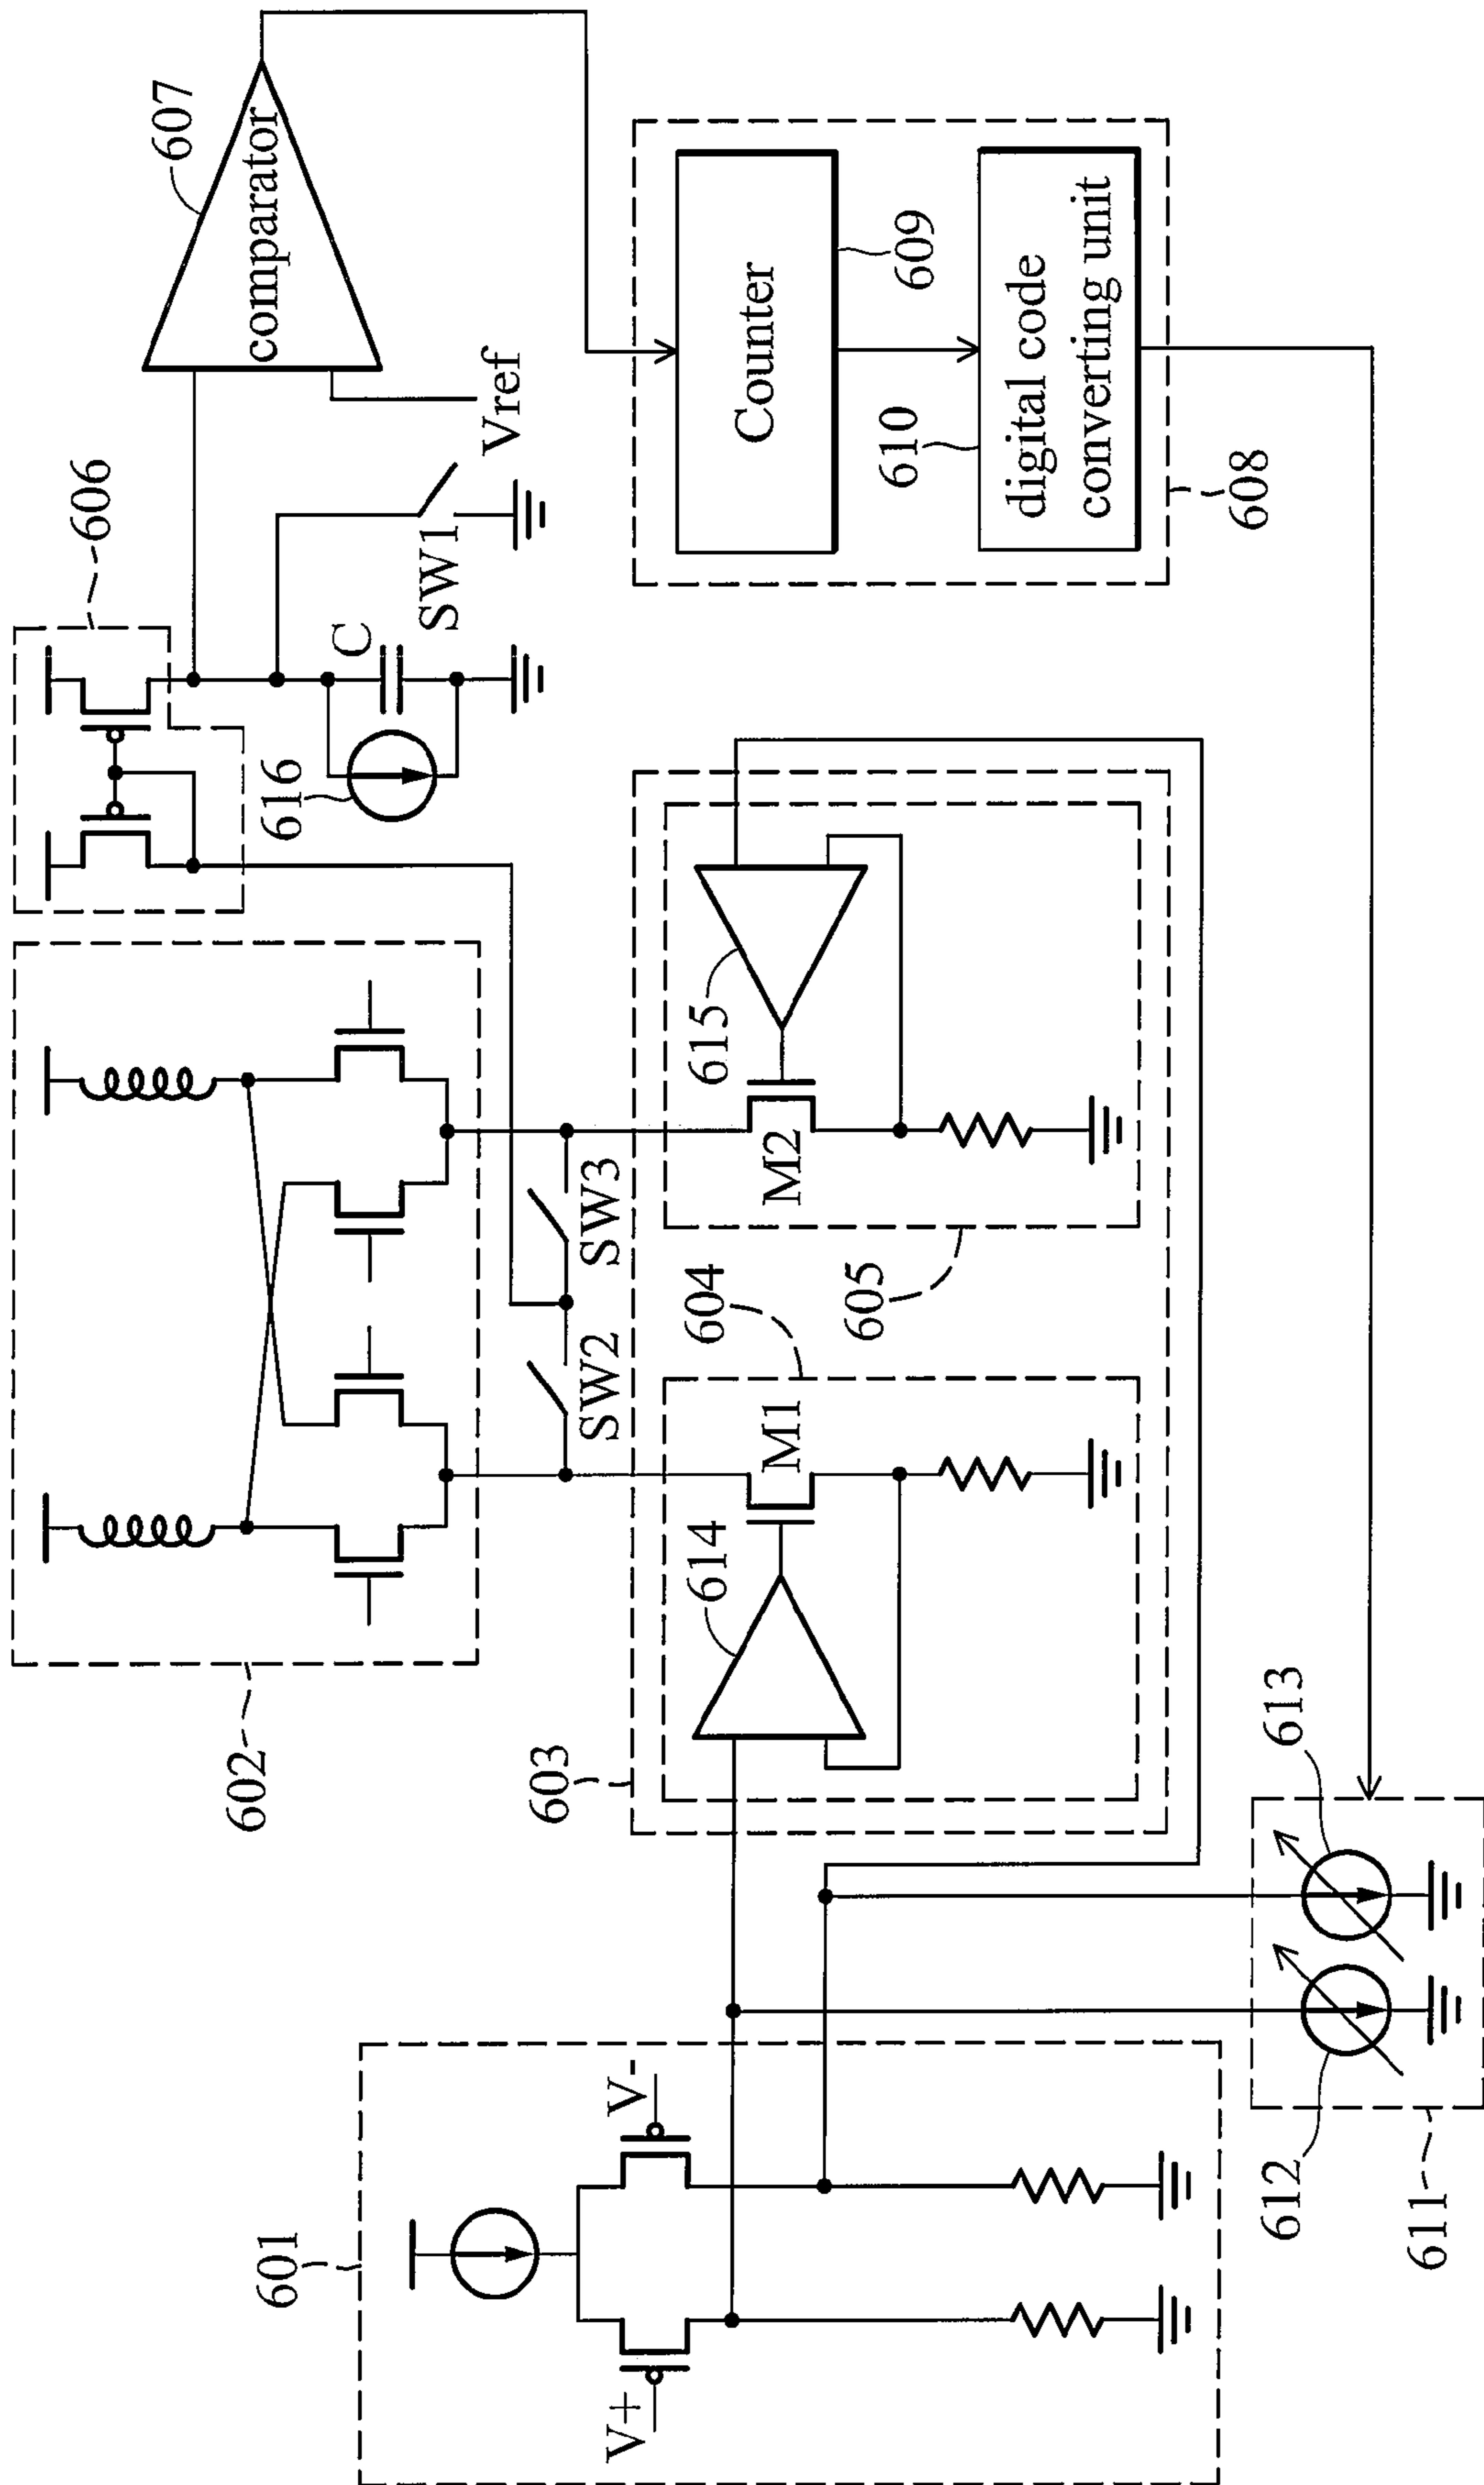 601
V+
V-
602
603
604
M1
614
605
M2
615
SW2
SW3
606
616
C
SW1
Vref
607
comparator
608
Counter
609
610
digital code
converting unit
611
612
613